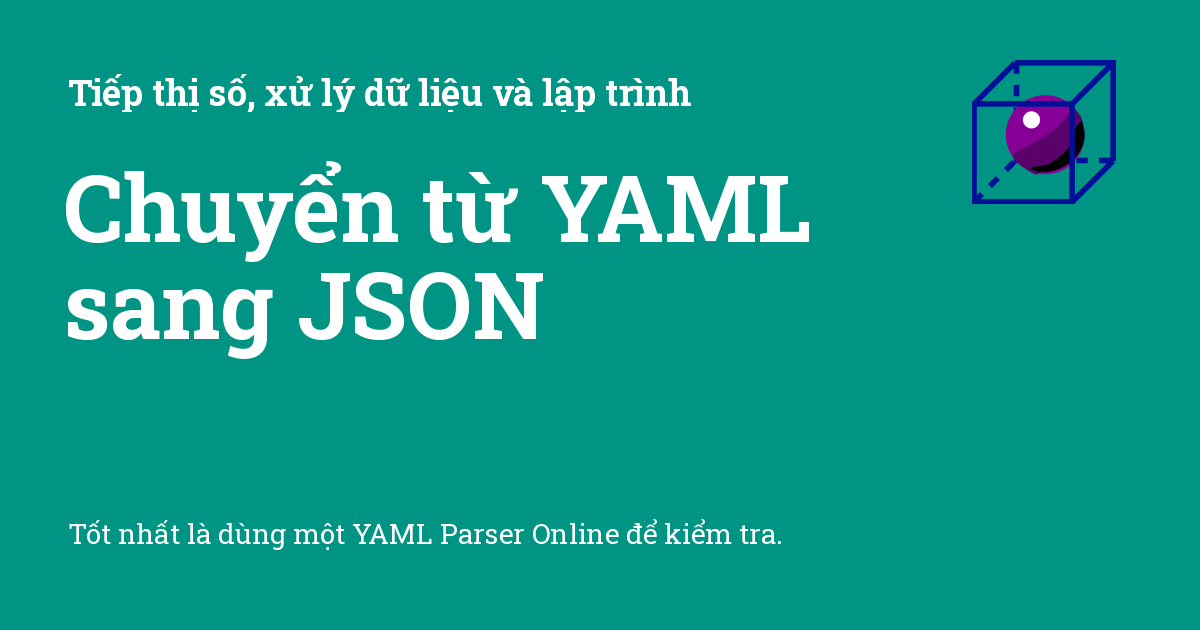 Tiếp thị số, xử lý dữ liệu và lập trình
Chuyển từ YAML
sang JSON
Tốt nhất là dùng một YAML Parser Online để kiểm tra.